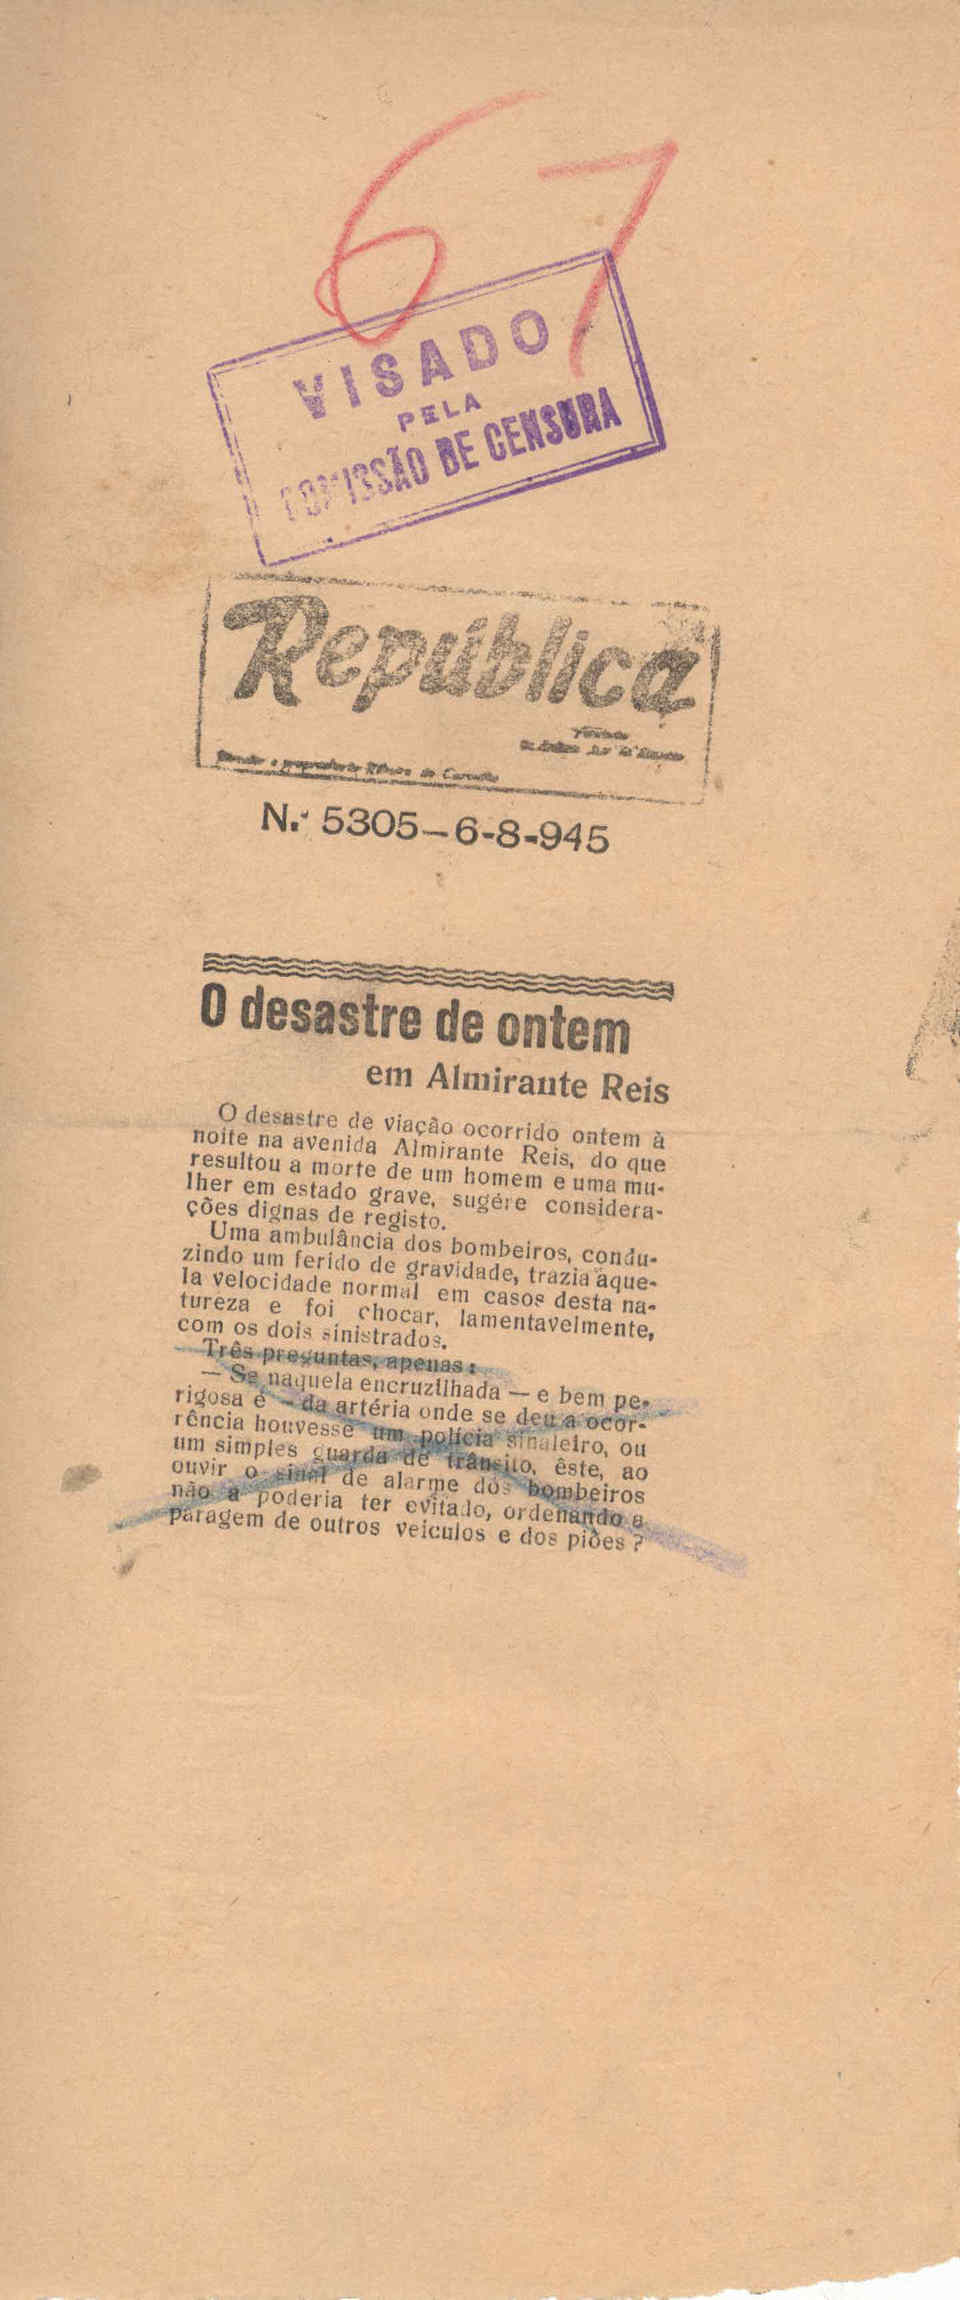 67
VISADO
PELA
COMISSÃO DE CENSURA
República
N.º 5305-6-8-945
O desastre de ontem
em Almirante Reis
O desastre de viação ocorrido ontem à
noite na avenida Almirante Reis, do que
resultou a morte de um homem e uma mu-
lher em estado grave, sugére considera-
ções dignas de registo.
Uma ambulância dos bombeiros, condu-
zindo um ferido de gravidade, trazia aque-
la velocidade normal em casos desta na-
tureza e foi chocar, lamentavelmente,
com os dois sinistrados.
Três preguntas, apenas:
— Se naquela encruzilhada — e bem pe-
rigosa é — da artéria onde se deu a ocor-
rência houvesse um polícia sinaleiro, ou
um simples guarda de trânsito, êste, ao
ouvir o sinal de alarme dos bombeiros
não a poderia ter evitado, ordenando a
paragem de outros veículos e dos piões?